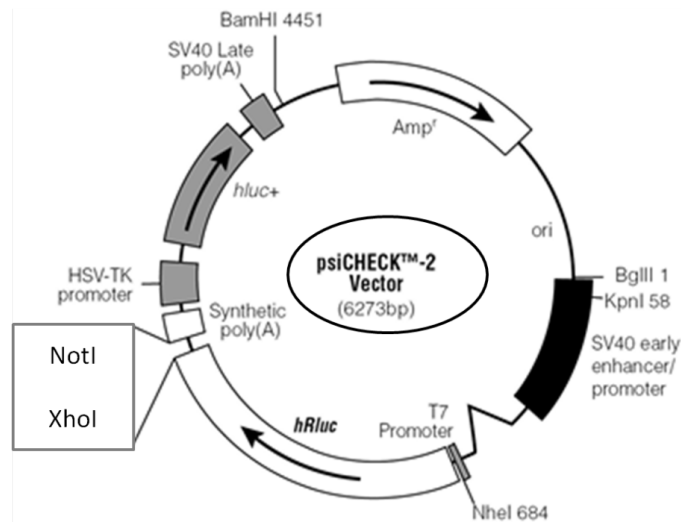 BamHI 4451
SV40 Late
poly(A)
Ampʳ
hluc+
ori
psiCHECK™-2
Vector
(6273bp)
BglII 1
KpnI 58
HSV-TK
promoter
Synthetic
poly(A)
NotI
XhoI
SV40 early
enhancer/
promoter
T7
Promoter
hRluc
NheI 684